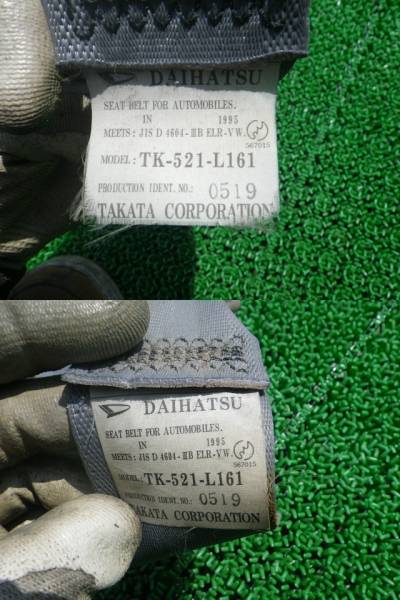 DAIHATSU
SEAT BELT FOR AUTOMOBILES.
IN 1995
MEETS: JIS D 4604-ⅢB ELR-VW.
567015
MODEL: TK-521-L161
PRODUCTION IDENT. NO.: 0519
TAKATA CORPORATION
DAIHATSU
SEAT BELT FOR AUTOMOBILES.
IN 1995
MEETS: JIS D 4604-ⅢB ELR-VW.
567015
MODEL: TK-521-L161
PRODUCTION IDENT. NO.: 0519
TAKATA CORPORATION